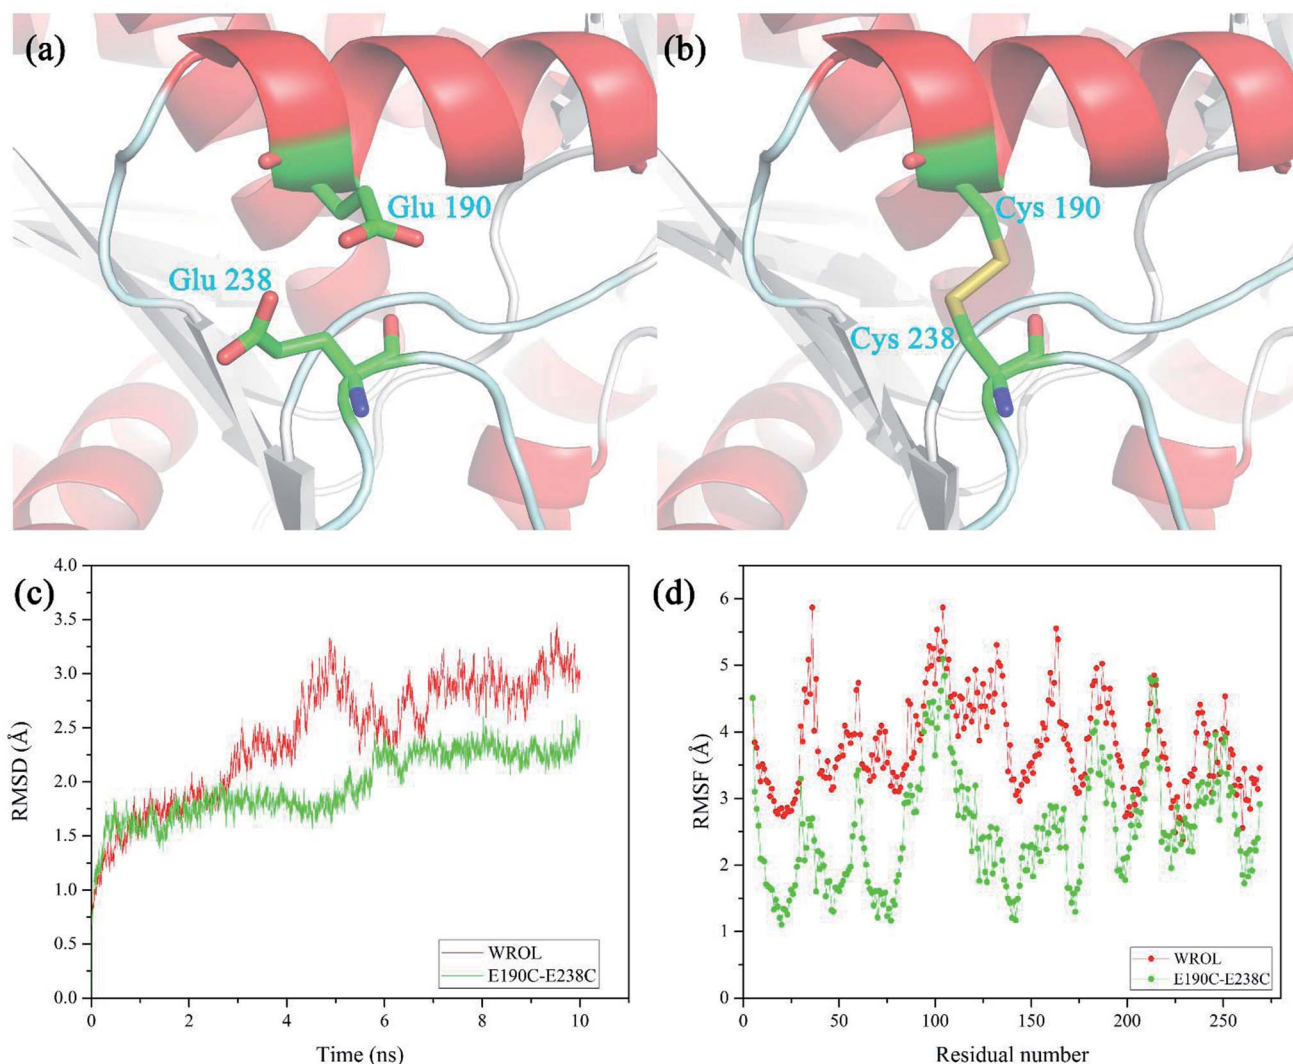 (a)
Glu 190
Glu 238
(b)
Cys 190
Cys 238
(c)
4.0
3.5
3.0
2.5
2.0
1.5
1.0
0.5
0.0
RMSD (Å)
0 2 4 6 8 10
Time (ns)
WROL
E190C-E238C
(d)
6
5
4
3
2
1
0
RMSF (Å)
0 50 100 150 200 250
Residual number
WROL
E190C-E238C